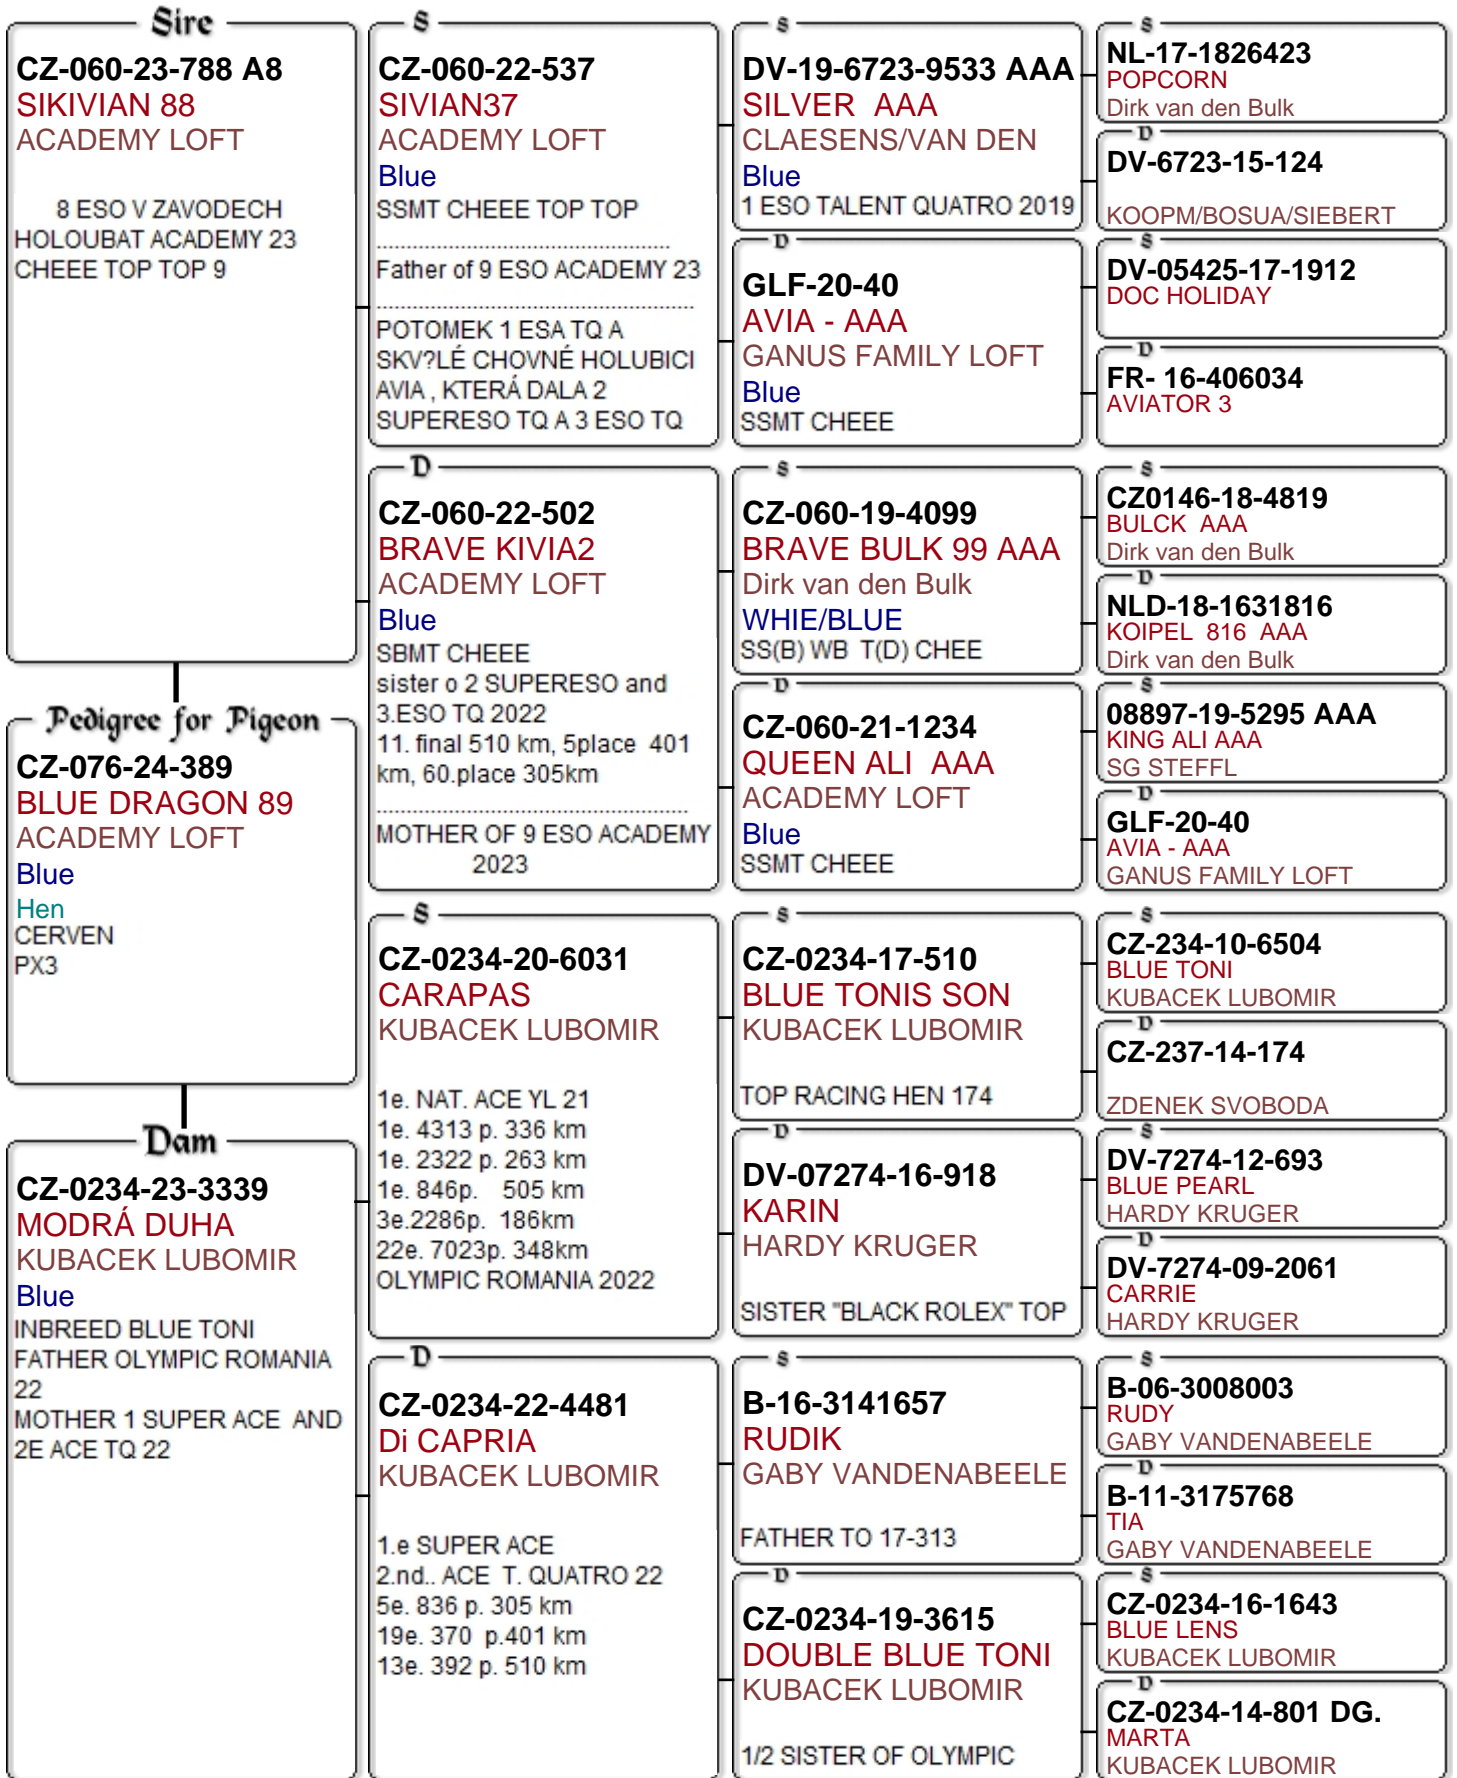 Sire
CZ-060-23-788 A8
SIKIVIAN 88
ACADEMY LOFT
8 ESO V ZAVODECH
HOLOUBAT ACADEMY 23
CHEEE TOP TOP 9
Pedigree for Pigeon
CZ-076-24-389
BLUE DRAGON 89
ACADEMY LOFT
Blue
Hen
CERVEN
PX3
Dam
CZ-0234-23-3339
MODRÁ DUHA
KUBACEK LUBOMIR
Blue
INBREED BLUE TONI
FATHER OLYMPIC ROMANIA
22
MOTHER 1 SUPER ACE AND
2E ACE TQ 22
S
CZ-060-22-537
SIVIAN37
ACADEMY LOFT
Blue
SSMT CHEEE TOP TOP
................................................
Father of 9 ESO ACADEMY 23
....................................................
POTOMEK 1 ESA TQ A
SKV?LÉ CHOVNÉ HOLUBICI
AVIA , KTERÁ DALA 2
SUPERESO TQ A 3 ESO TQ
D
CZ-060-22-502
BRAVE KIVIA2
ACADEMY LOFT
Blue
SBMT CHEEE
sister o 2 SUPERESO and
3.ESO TQ 2022
11. final 510 km, 5place 401
km, 60.place 305km
...................................................
MOTHER OF 9 ESO ACADEMY
2023
S
CZ-0234-20-6031
CARAPAS
KUBACEK LUBOMIR
1e. NAT. ACE YL 21
1e. 4313 p. 336 km
1e. 2322 p. 263 km
1e. 846p. 505 km
3e.2286p. 186km
22e. 7023p. 348km
OLYMPIC ROMANIA 2022
D
CZ-0234-22-4481
Di CAPRIA
KUBACEK LUBOMIR
1.e SUPER ACE
2.nd.. ACE T. QUATRO 22
5e. 836 p. 305 km
19e. 370 p.401 km
13e. 392 p. 510 km
S
DV-19-6723-9533 AAA
SILVER AAA
CLAESENS/VAN DEN
Blue
1 ESO TALENT QUATRO 2019
D
GLF-20-40
AVIA - AAA
GANUS FAMILY LOFT
Blue
SSMT CHEEE
S
CZ-060-19-4099
BRAVE BULK 99 AAA
Dirk van den Bulk
WHIE/BLUE
SS(B) WB T(D) CHEE
D
CZ-060-21-1234
QUEEN ALI AAA
ACADEMY LOFT
Blue
SSMT CHEEE
S
CZ-0234-17-510
BLUE TONIS SON
KUBACEK LUBOMIR
TOP RACING HEN 174
D
DV-07274-16-918
KARIN
HARDY KRUGER
SISTER "BLACK ROLEX" TOP
S
B-16-3141657
RUDIK
GABY VANDENABEELE
FATHER TO 17-313
D
CZ-0234-19-3615
DOUBLE BLUE TONI
KUBACEK LUBOMIR
1/2 SISTER OF OLYMPIC
S
NL-17-1826423
POPCORN
Dirk van den Bulk
D
DV-6723-15-124
KOOPM/BOSUA/SIEBERT
S
DV-05425-17-1912
DOC HOLIDAY
D
FR- 16-406034
AVIATOR 3
S
CZ0146-18-4819
BULCK AAA
Dirk van den Bulk
D
NLD-18-1631816
KOIPEL 816 AAA
Dirk van den Bulk
S
08897-19-5295 AAA
KING ALI AAA
SG STEFFL
D
GLF-20-40
AVIA - AAA
GANUS FAMILY LOFT
S
CZ-234-10-6504
BLUE TONI
KUBACEK LUBOMIR
D
CZ-237-14-174
ZDENEK SVOBODA
S
DV-7274-12-693
BLUE PEARL
HARDY KRUGER
D
DV-7274-09-2061
CARRIE
HARDY KRUGER
S
B-06-3008003
RUDY
GABY VANDENABEELE
D
B-11-3175768
TIA
GABY VANDENABEELE
S
CZ-0234-16-1643
BLUE LENS
KUBACEK LUBOMIR
D
CZ-0234-14-801 DG.
MARTA
KUBACEK LUBOMIR